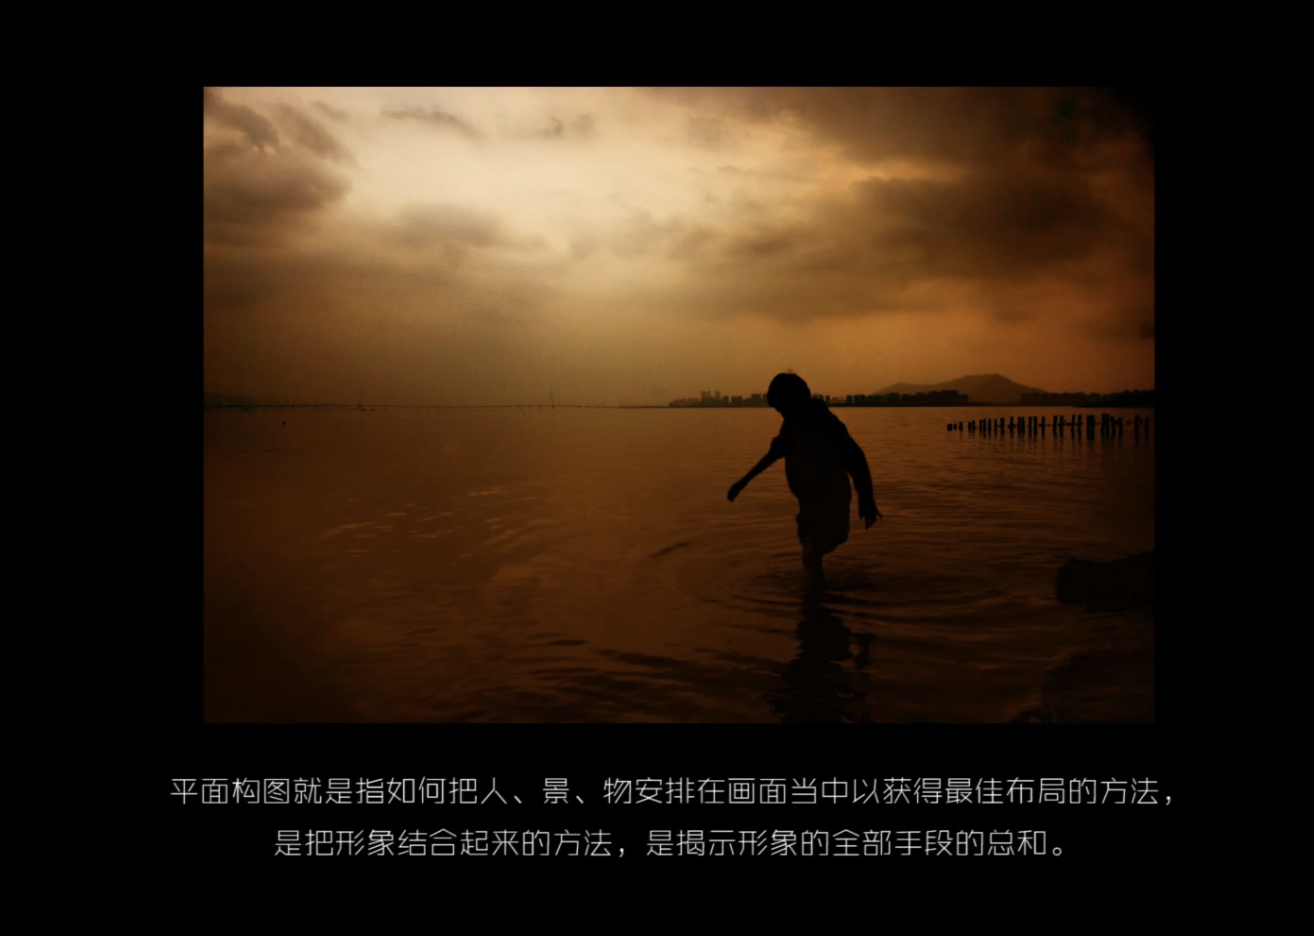 平面构图就是指如何把人、景、物安排在画面当中以获得最佳布局的方法，
是把形象结合起来的方法，是揭示形象的全部手段的总和。